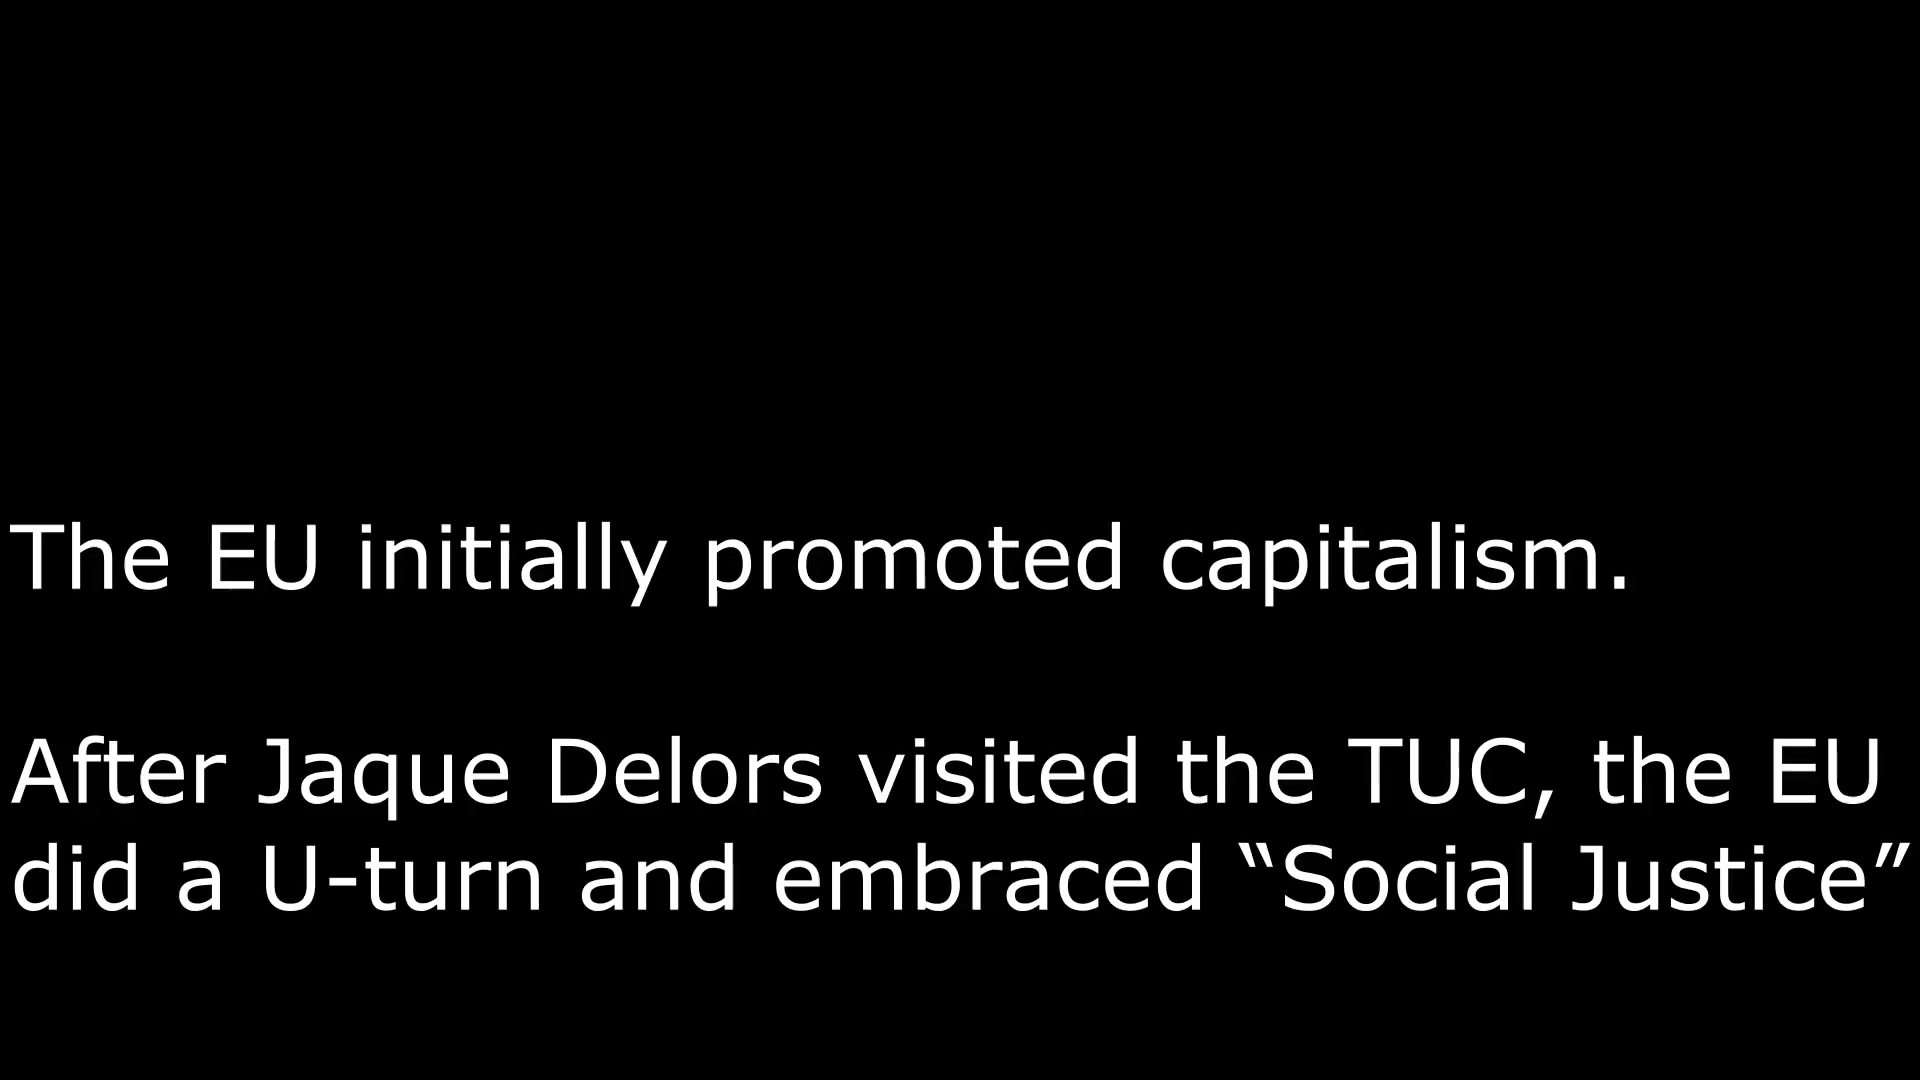 The EU initially promoted capitalism.
After Jaque Delors visited the TUC, the EU
did a U-turn and embraced “Social Justice”